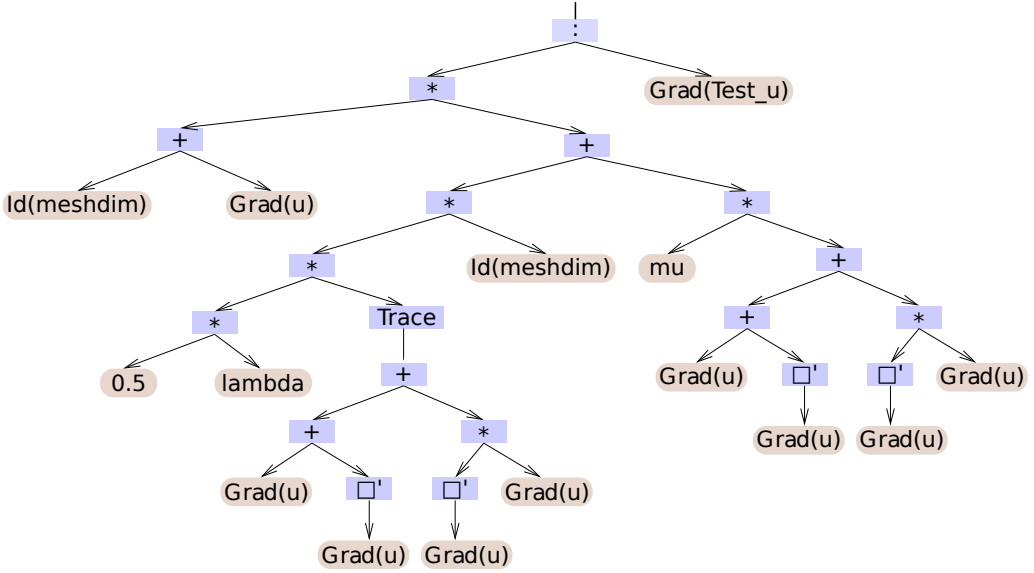 :
* Grad(Test_u)
+ +
Id(meshdim) Grad(u) * *
* Id(meshdim) mu +
* Trace + *
0.5 lambda + Grad(u) □' □' Grad(u)
+ * Grad(u) Grad(u)
Grad(u) □' □' Grad(u)
Grad(u) Grad(u)